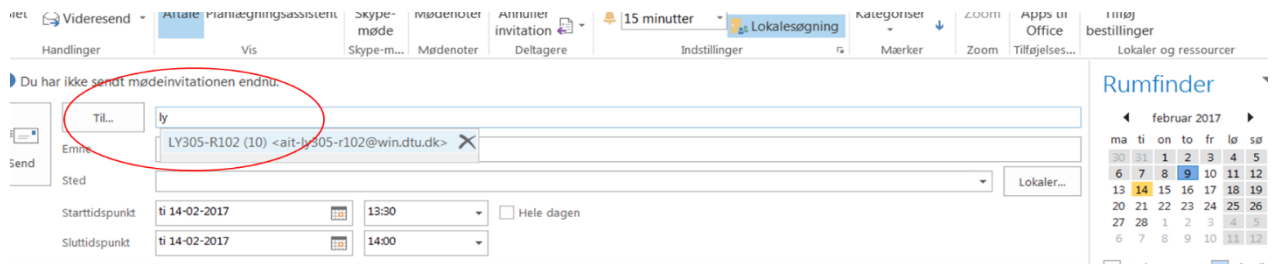 Videresend Aftale Planlægningsassistent Skype- Mødenoter Annuller 15 minutter Kategoriser Zoom Apps til Tilføj
møde invitation Lokalesøgning Office bestillinger
Handlinger Vis Skype-m... Mødenoter Deltagere Indstillinger Mærker Zoom Tilføjelses... Lokaler og ressourcer
Du har ikke sendt mødeinvitationen endnu.
Til... ly
LY305-R102 (10) <ait-ly305-r102@win.dtu.dk>
Emne
Send
Sted Lokaler...
Starttidspunkt ti 14-02-2017 13:30 Hele dagen
Sluttidspunkt ti 14-02-2017 14:00
Rumfinder
februar 2017
ma ti on to fr lø sø
30 31 1 2 3 4 5
6 7 8 9 10 11 12
13 14 15 16 17 18 19
20 21 22 23 24 25 26
27 28 1 2 3 4 5
6 7 8 9 10 11 12